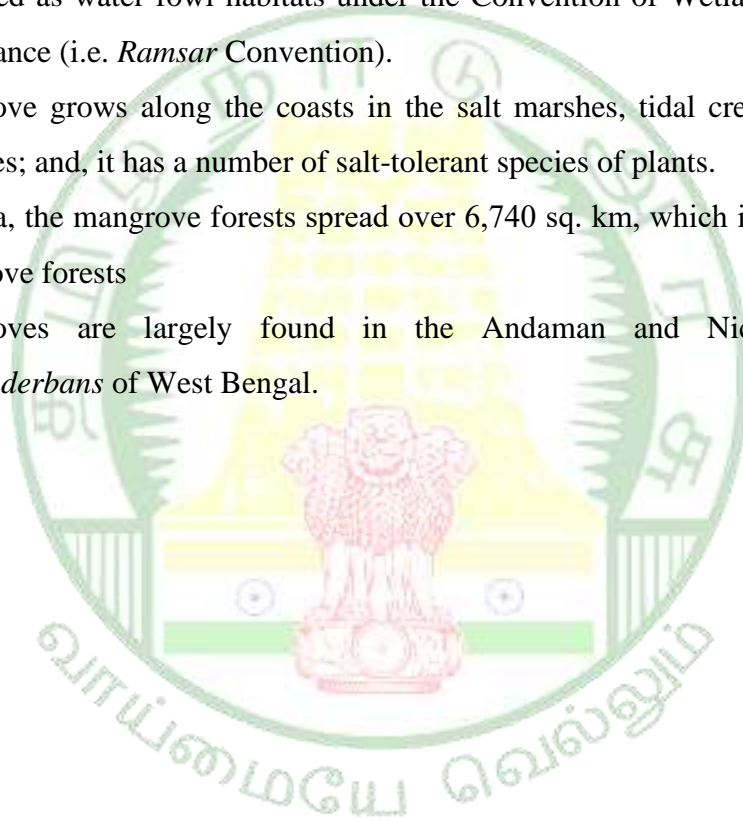 ed as water fowl habitats under the Convention of Wetla
ance (i.e. Ramsar Convention).
ove grows along the coasts in the salt marshes, tidal cre
es; and, it has a number of salt-tolerant species of plants.
a, the mangrove forests spread over 6,740 sq. km, which i
ove forests
oves are largely found in the Andaman and Nic
derbans of West Bengal.
தமிழ் நாடு அரசு
வாய்மையே வெல்லும்